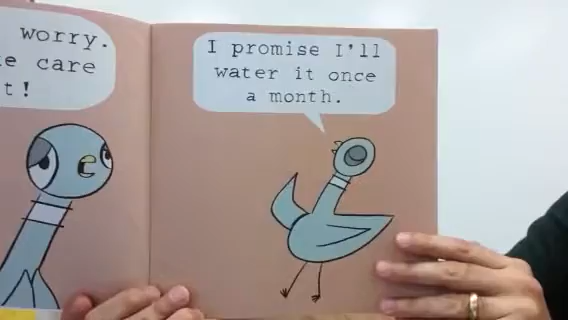 worry.
e care
t!
I promise I'll
water it once
a month.